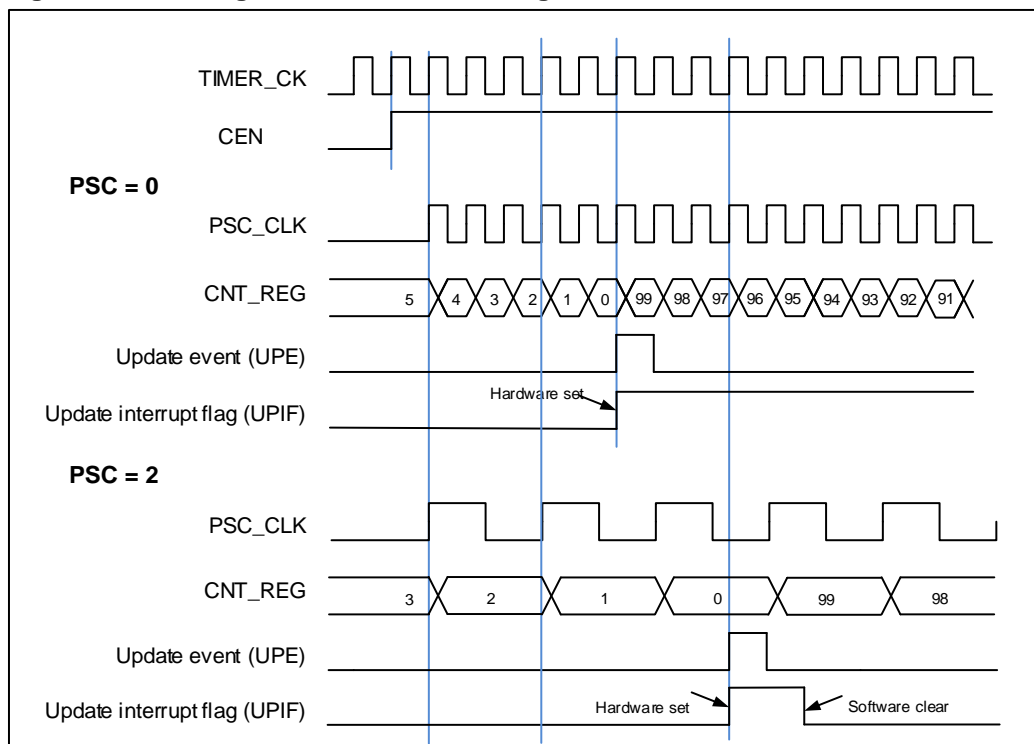 TIMER_CK
CEN
PSC = 0
PSC_CLK
CNT_REG 5 4 3 2 1 0 99 98 97 96 95 94 93 92 91
Update event (UPE)
Hardware set
Update interrupt flag (UPIF)
PSC = 2
PSC_CLK
CNT_REG 3 2 1 0 99 98
Update event (UPE)
Update interrupt flag (UPIF) Hardware set Software clear